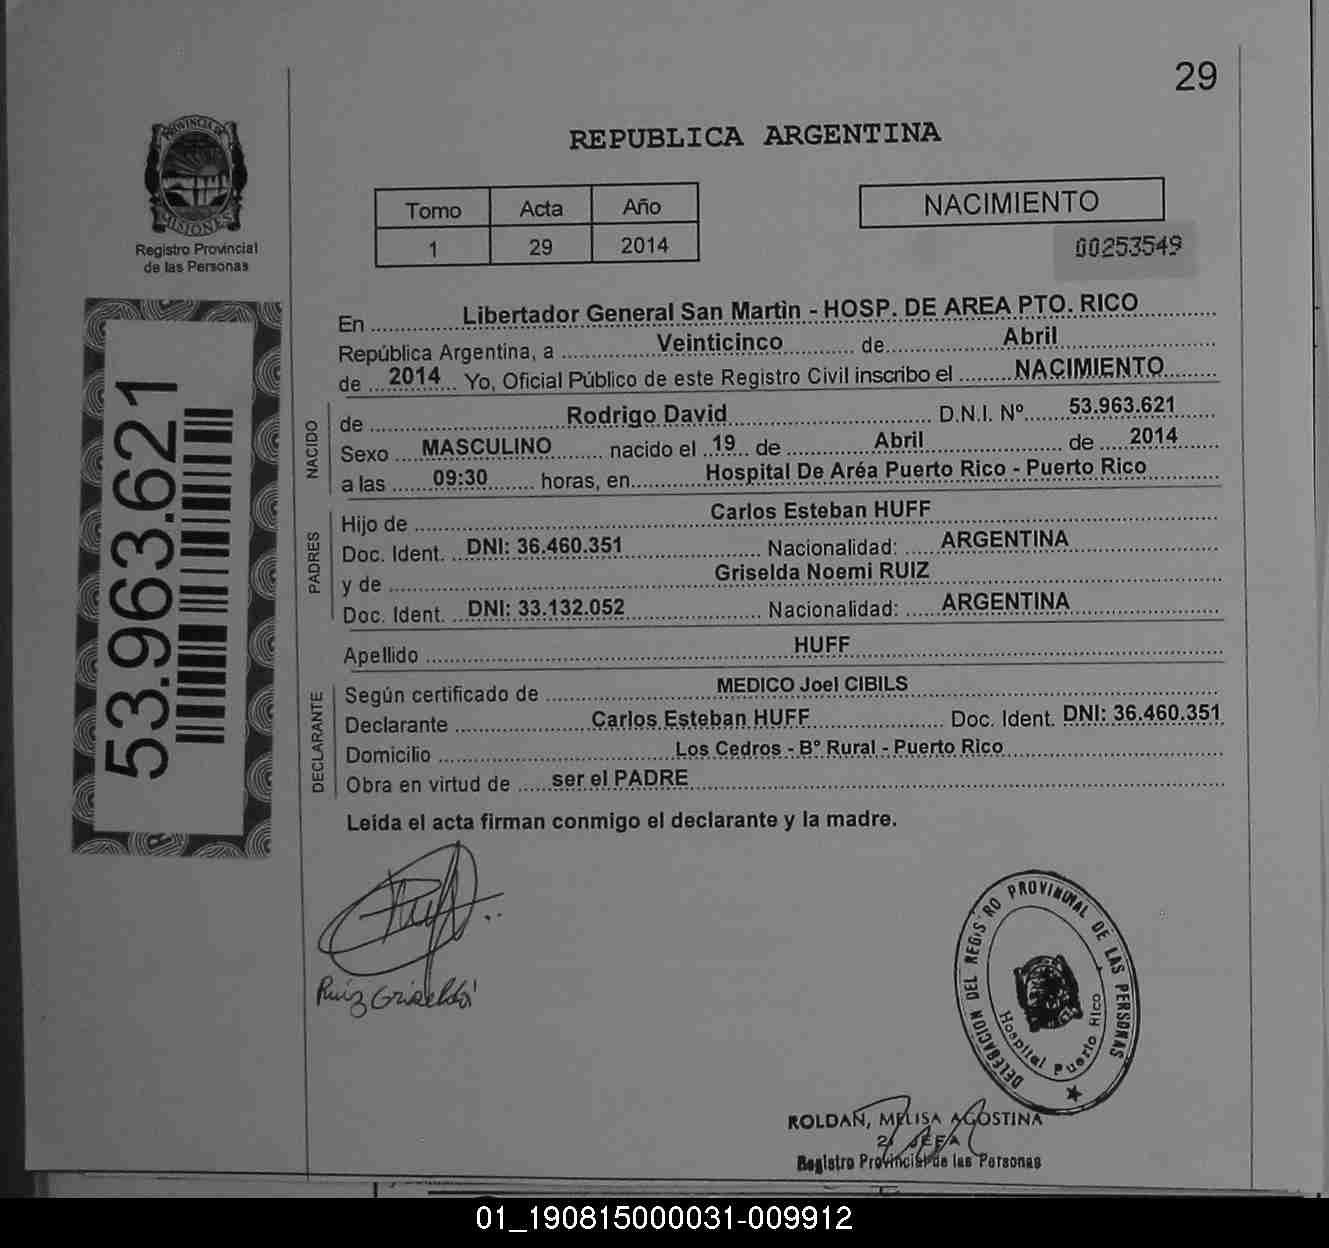 29
PROVINCIA DE
MISIONES
Registro Provincial
de las Personas
REPUBLICA ARGENTINA
Tomo Acta Año
1 29 2014
NACIMIENTO
00253549
53.963.621
En Libertador General San Martìn - HOSP. DE AREA PTO. RICO
República Argentina, a Veinticinco de Abril
de 2014 Yo, Oficial Público de este Registro Civil inscribo el NACIMIENTO
NACIDO
de Rodrigo David D.N.I. Nº 53.963.621
Sexo MASCULINO nacido el 19 de Abril de 2014
a las 09:30 horas, en Hospital De Aréa Puerto Rico - Puerto Rico
PADRES
Hijo de Carlos Esteban HUFF
Doc. Ident. DNI: 36.460.351 Nacionalidad: ARGENTINA
y de Griselda Noemi RUIZ
Doc. Ident. DNI: 33.132.052 Nacionalidad: ARGENTINA
Apellido HUFF
DECLARANTE
Según certificado de MEDICO Joel CIBILS
Declarante Carlos Esteban HUFF Doc. Ident. DNI: 36.460.351
Domicilio Los Cedros - Bº Rural - Puerto Rico
Obra en virtud de ser el PADRE
Leida el acta firman conmigo el declarante y la madre.
Ruiz Griselda
DELEGACION DEL REGISTRO PROVINCIAL DE LAS PERSONAS
Hospital Puerto Rico
ROLDAN, MELISA AGOSTINA
2º JEFA
Registro Provincial de las Personas
01_190815000031-009912